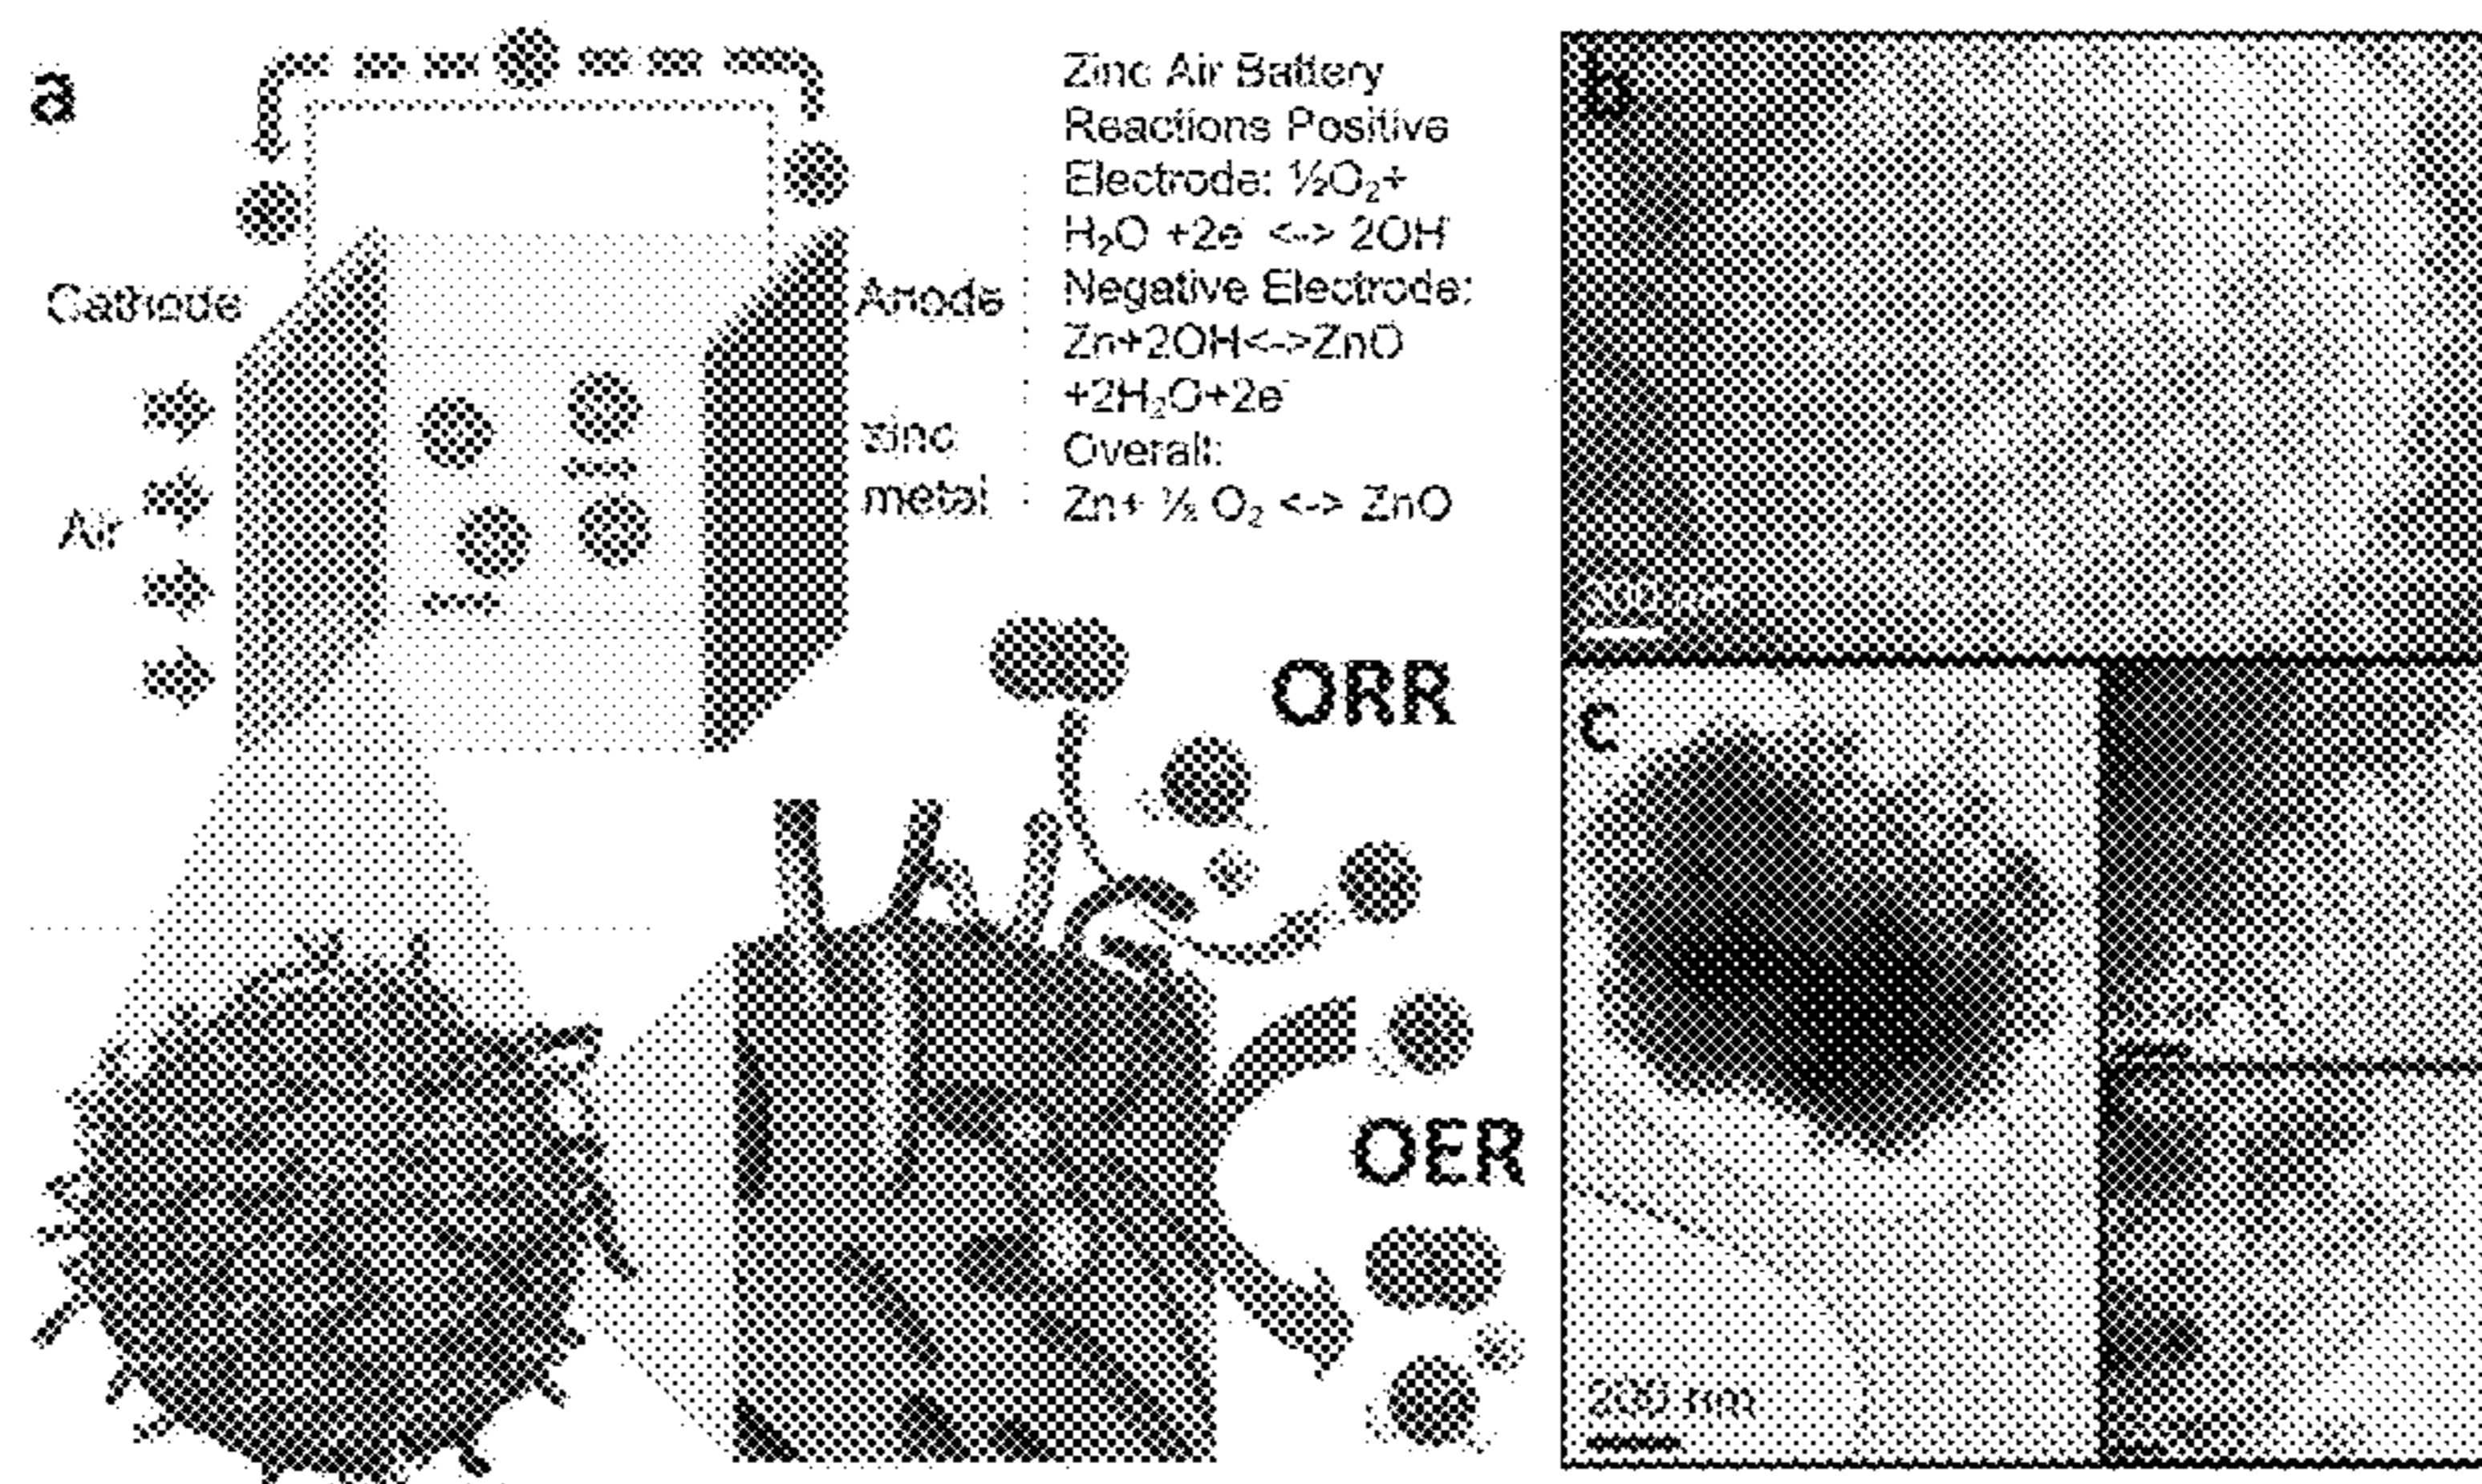 a
Cathode
Anode
Air
zinc
metal
Zinc Air Battery
Reactions Positive
Electrode: ½O₂+
H₂O +2e⁻ <-> 2OH⁻
Negative Electrode:
Zn+2OH<->ZnO
+2H₂O+2e⁻
Overall:
Zn+ ½ O₂ <-> ZnO
ORR
OER
b
c
200 nm